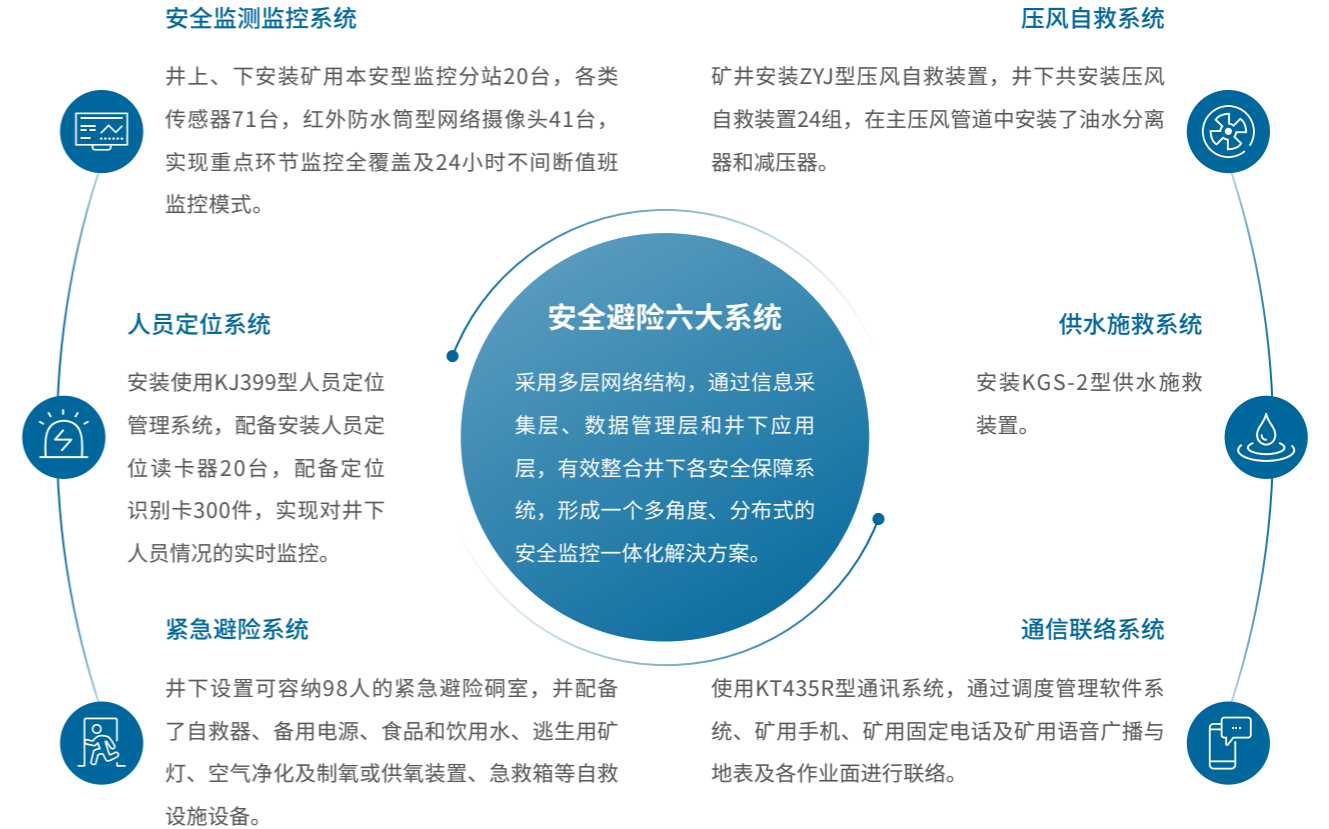 安全监测监控系统
井上、下安装矿用本安型监控分站20台，各类
传感器71台，红外防水筒型网络摄像头41台，
实现重点环节监控全覆盖及24小时不间断值班
监控模式。
压风自救系统
矿井安装ZYJ型压风自救装置，井下共安装压风
自救装置24组，在主压风管道中安装了油水分离
器和减压器。
人员定位系统
安装使用KJ399型人员定位
管理系统，配备安装人员定
位读卡器20台，配备定位
识别卡300件，实现对井下
人员情况的实时监控。
安全避险六大系统
采用多层网络结构，通过信息采
集层、数据管理层和井下应用
层，有效整合井下各安全保障系
统，形成一个多角度、分布式的
安全监控一体化解決方案。
供水施救系统
安装KGS-2型供水施救
装置。
紧急避险系统
井下设置可容纳98人的紧急避险硐室，并配备
了自救器、备用电源、食品和饮用水、逃生用矿
灯、空气净化及制氧或供氧装置、急救箱等自救
设施设备。
通信联络系统
使用KT435R型通讯系统，通过调度管理软件系
统、矿用手机、矿用固定电话及矿用语音广播与
地表及各作业面进行联络。